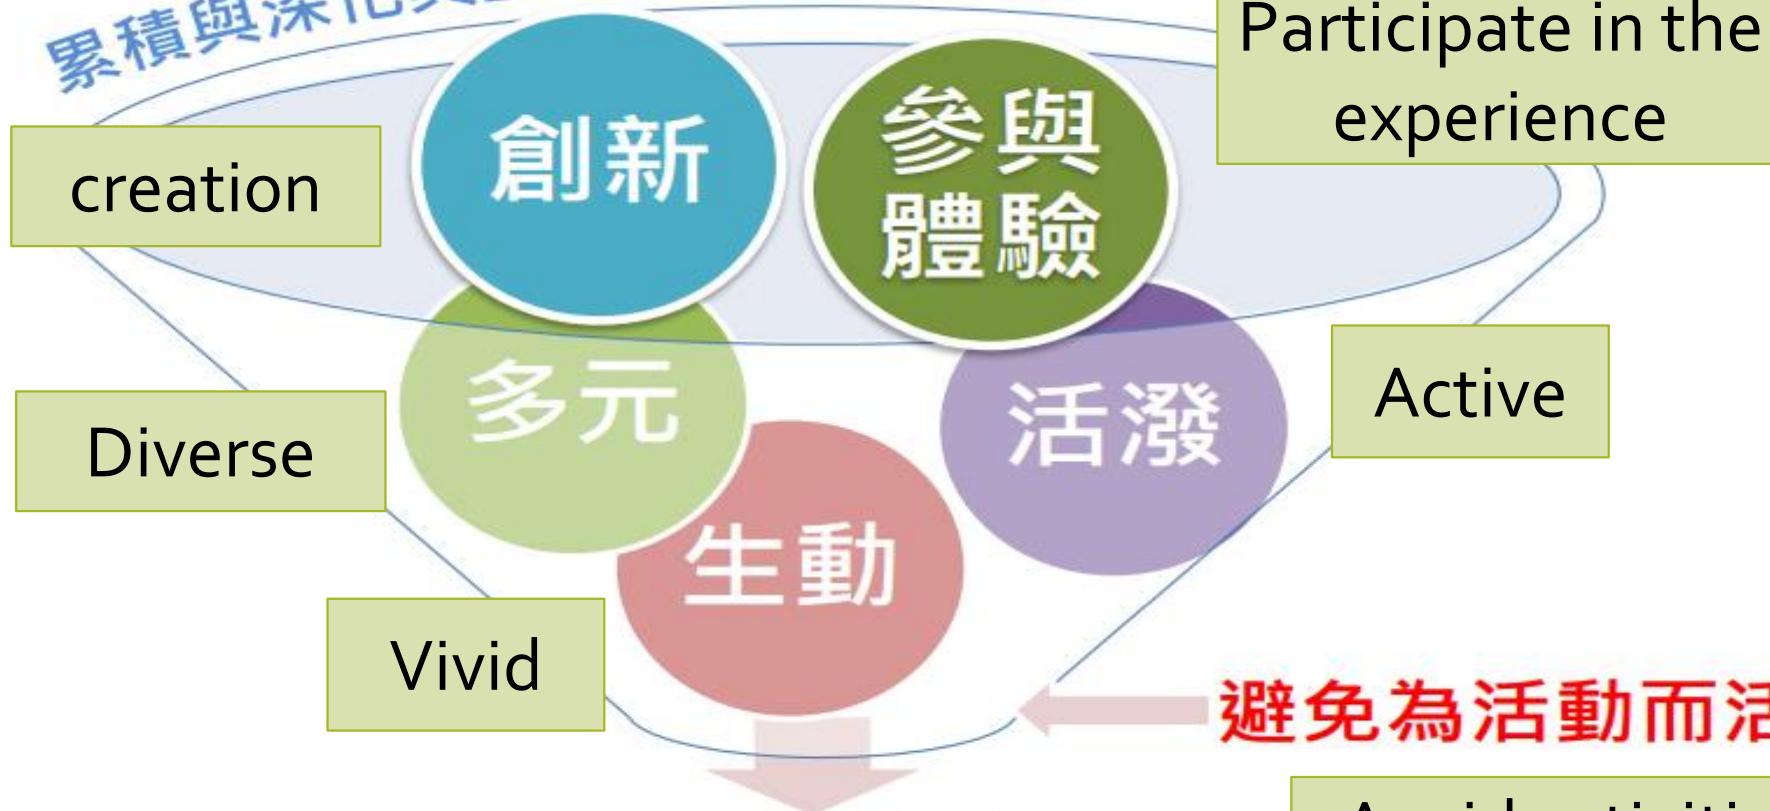 累積與深化
Participate in the
experience
creation
創新
參與
體驗
多元
活潑
Active
Diverse
生動
Vivid
避免為活動而活